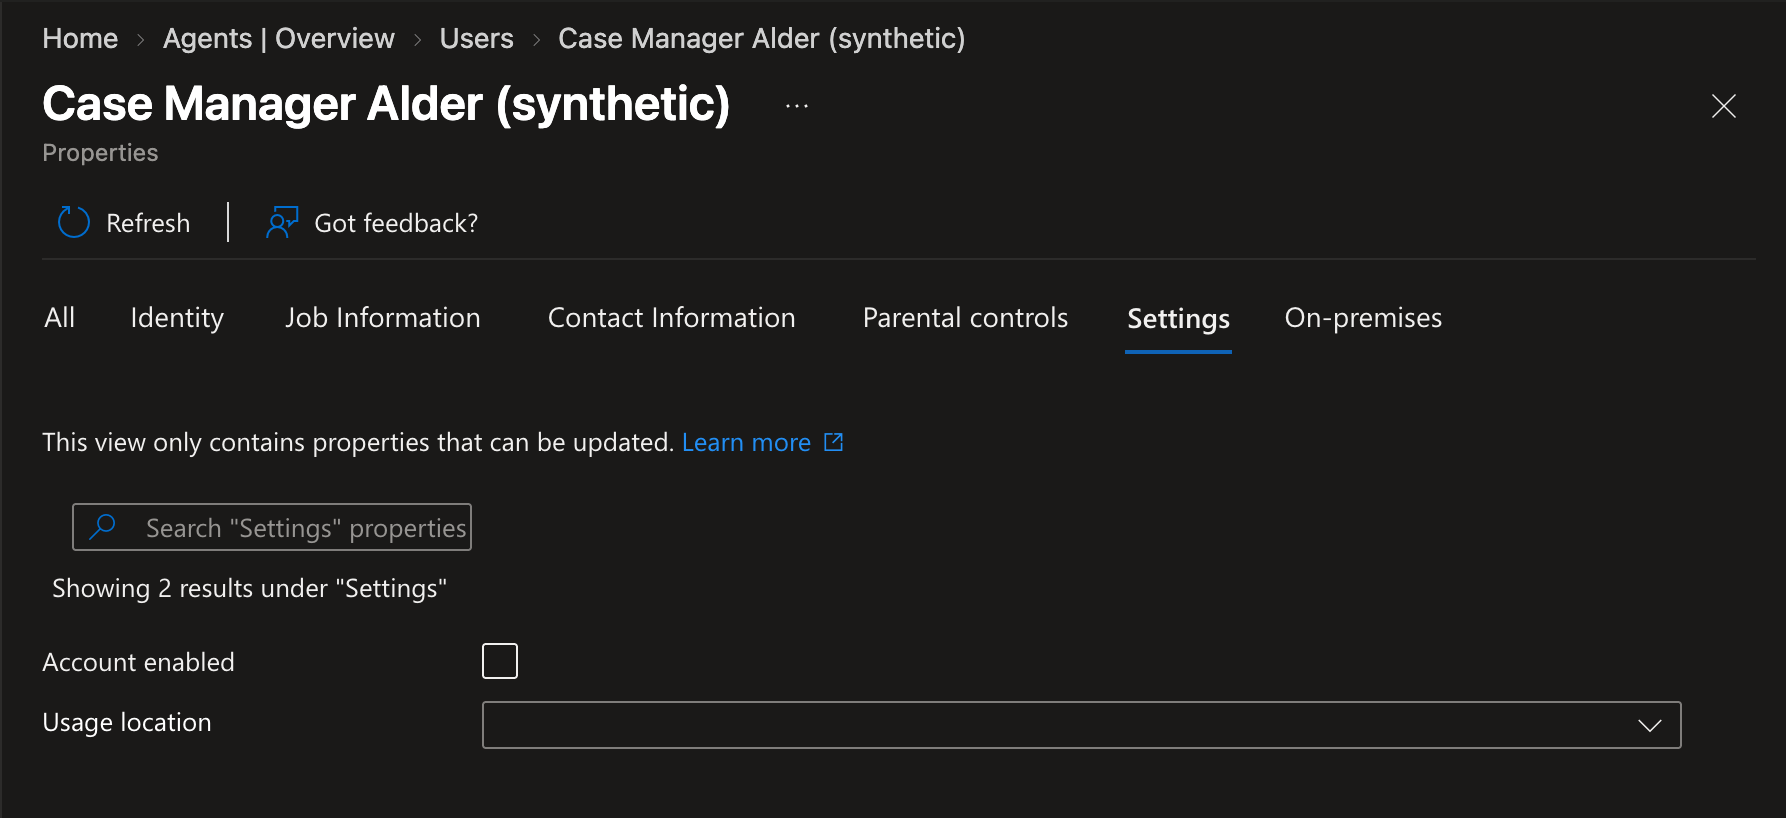 Home > Agents | Overview > Users > Case Manager Alder (synthetic)
Case Manager Alder (synthetic) ...
Properties
Refresh | Got feedback?
All Identity Job Information Contact Information Parental controls Settings On-premises
This view only contains properties that can be updated. Learn more
Search "Settings" properties
Showing 2 results under "Settings"
Account enabled
Usage location